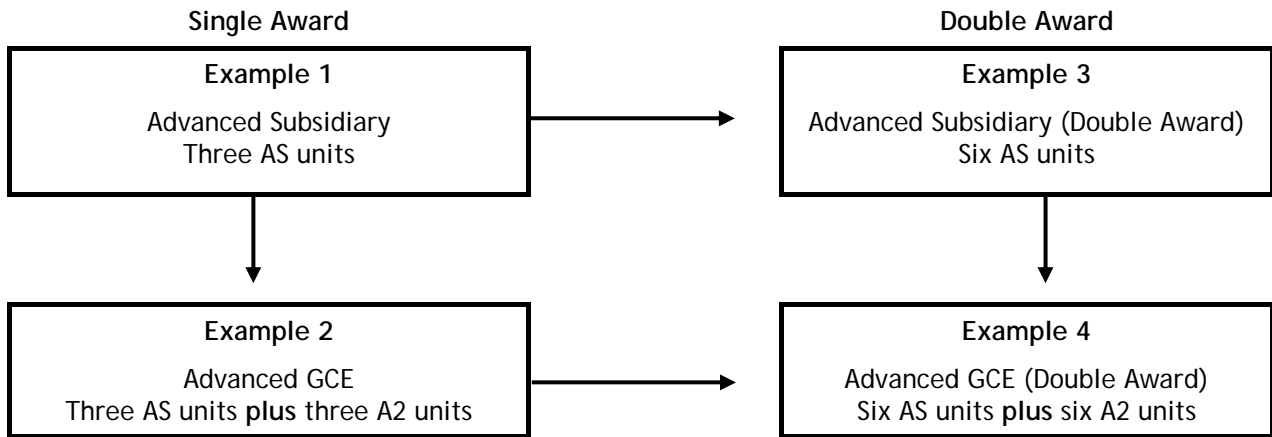 Single Award
Double Award
Example 1
Advanced Subsidiary
Three AS units
Example 3
Advanced Subsidiary (Double Award)
Six AS units
Example 2
Advanced GCE
Three AS units plus three A2 units
Example 4
Advanced GCE (Double Award)
Six AS units plus six A2 units